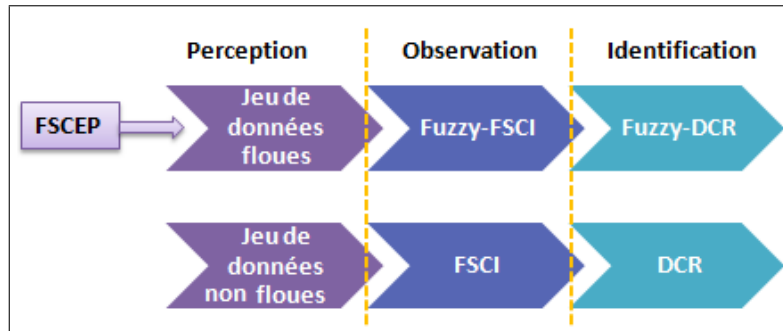 Perception Observation Identification
FSCEP
Jeu de
données
floues
Fuzzy-FSCI
Fuzzy-DCR
Jeu de
données
non floues
FSCI
DCR